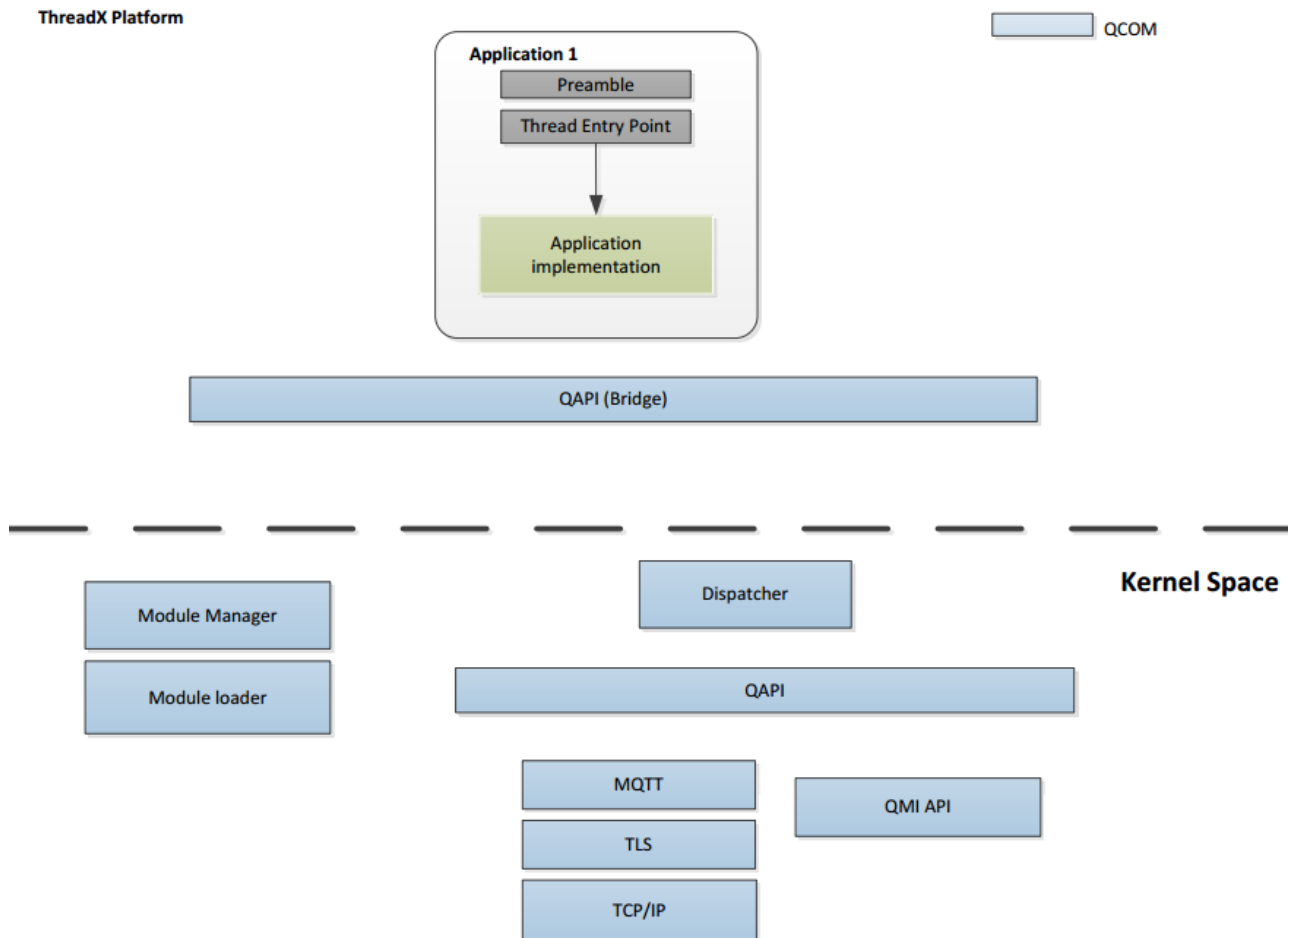 ThreadX Platform
QCOM
Application 1
Preamble
Thread Entry Point
Application
implementation
QAPI (Bridge)
Kernel Space
Dispatcher
Module Manager
Module loader
QAPI
MQTT
QMI API
TLS
TCP/IP